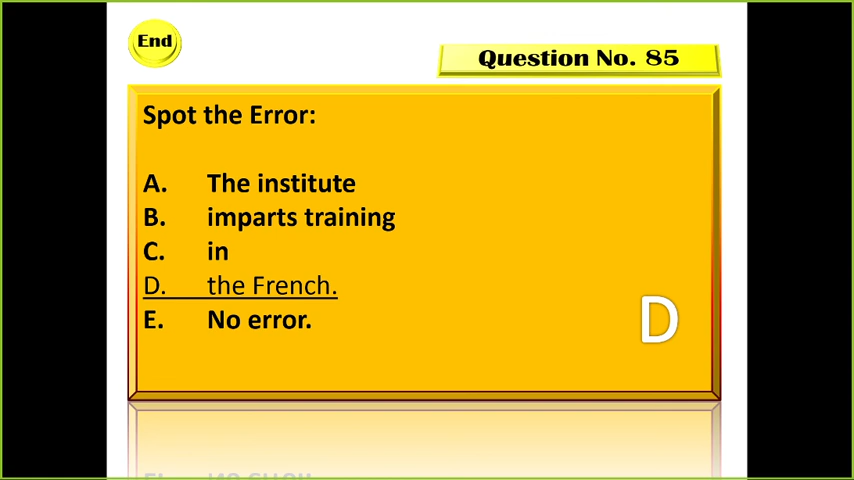 End
Question No. 85
Spot the Error:
A. The institute
B. imparts training
C. in
D. the French.
E. No error.
D